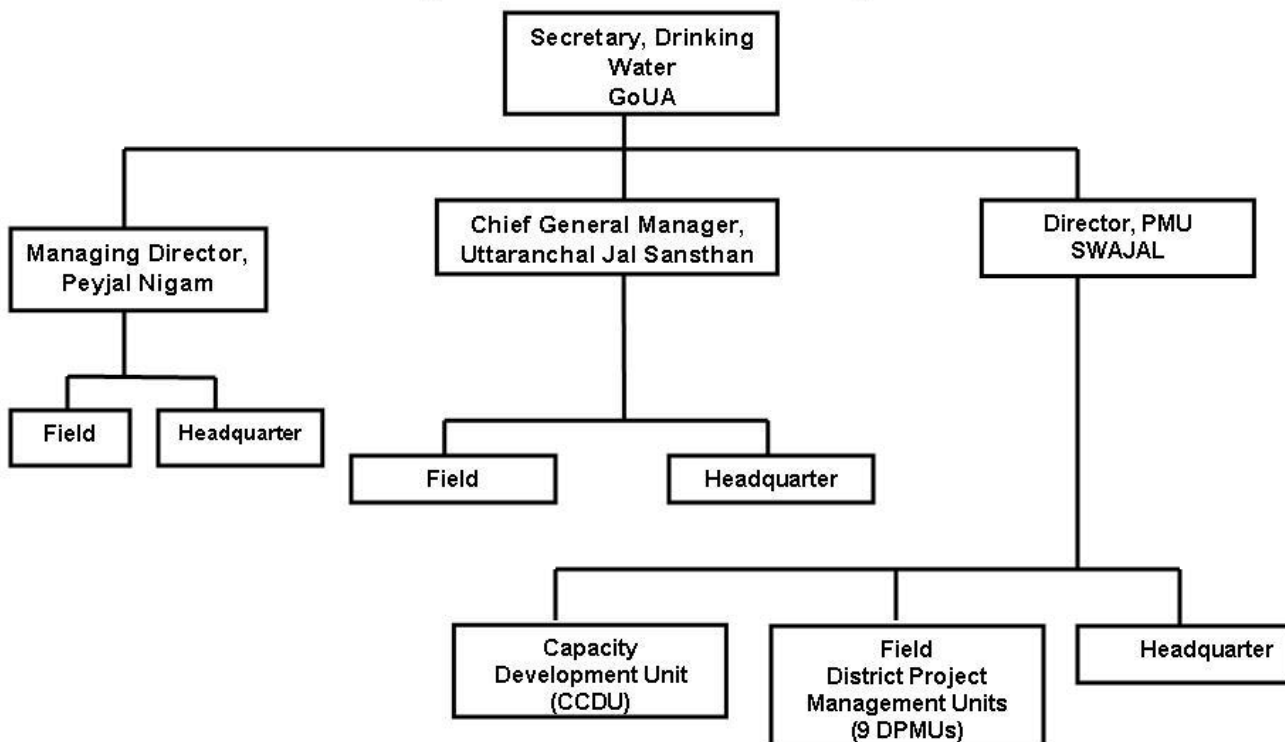 Secretary, Drinking
Water
GoUA
Managing Director,
Peyjal Nigam
Chief General Manager,
Uttaranchal Jal Sansthan
Director, PMU
SWAJAL
Field
Headquarter
Field
Headquarter
Capacity
Development Unit
(CCDU)
Field
District Project
Management Units
(9 DPMUs)
Headquarter